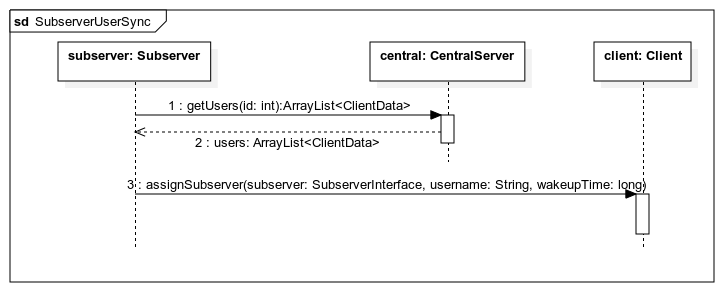 sd SubserverUserSync
subserver: Subserver
central: CentralServer
client: Client
1 : getUsers(id: int):ArrayList<ClientData>
2 : users: ArrayList<ClientData>
3 : assignSubserver(subserver: SubserverInterface, username: String, wakeupTime: long)